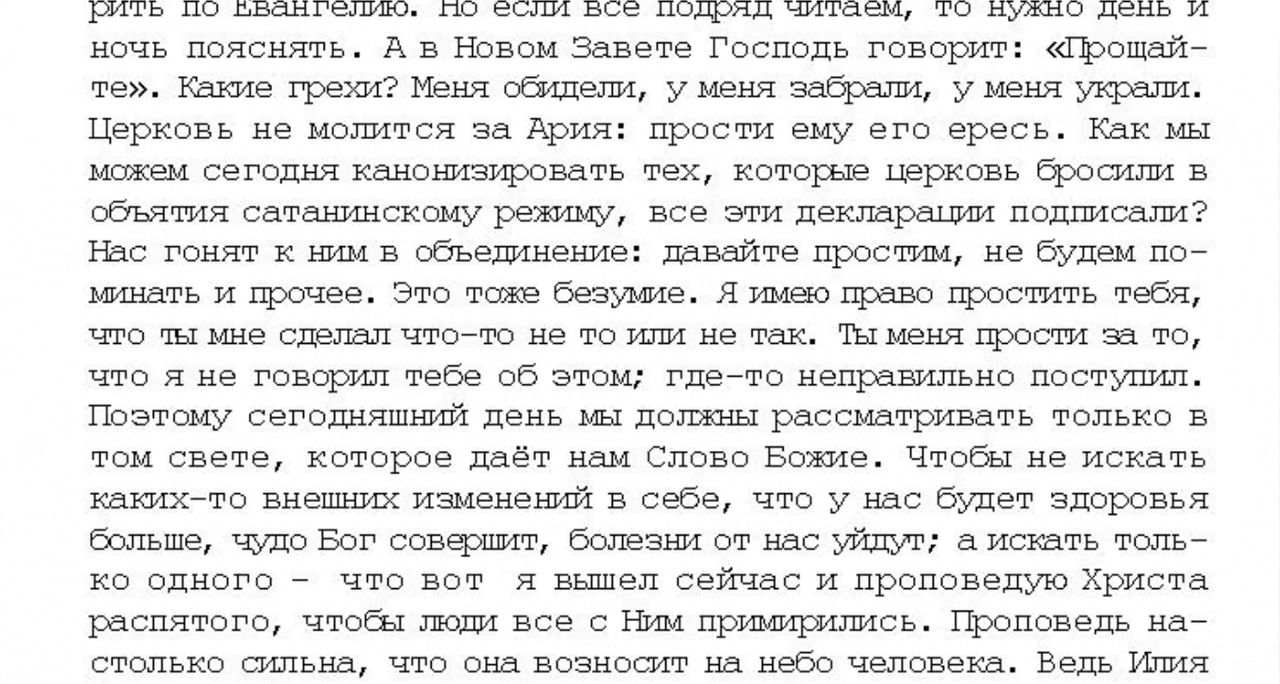 рить по Евангелию. Но если все подряд читаем, то нужно день и
ночь пояснять. А в Новом Завете Господь говорит: «Прощай-
те». Какие грехи? Меня обидели, у меня забрали, у меня украли.
Церковь не молится за Ария: прости ему его ересь. Как мы
можем сегодня канонизировать тех, которые церковь бросили в
объятия сатанинскому режиму, все эти декларации подписали?
Нас гонят к ним в объединение: давайте простим, не будем по-
минать и прочее. Это тоже безумие. Я имею право простить тебя,
что ты мне сделал что-то не то или не так. Ты меня прости за то,
что я не говорил тебе об этом; где-то неправильно поступил.
Поэтому сегодняшний день мы должны рассматривать только в
том свете, которое даёт нам Слово Божие. Чтобы не искать
каких-то внешних изменений в себе, что у нас будет здоровья
больше, чудо Бог совершит, болезни от нас уйдут; а искать толь-
ко одного - что вот я вышел сейчас и проповедую Христа
распятого, чтобы люди все с Ним примирились. Проповедь на-
столько сильна, что она возносит на небо человека. Ведь Илия